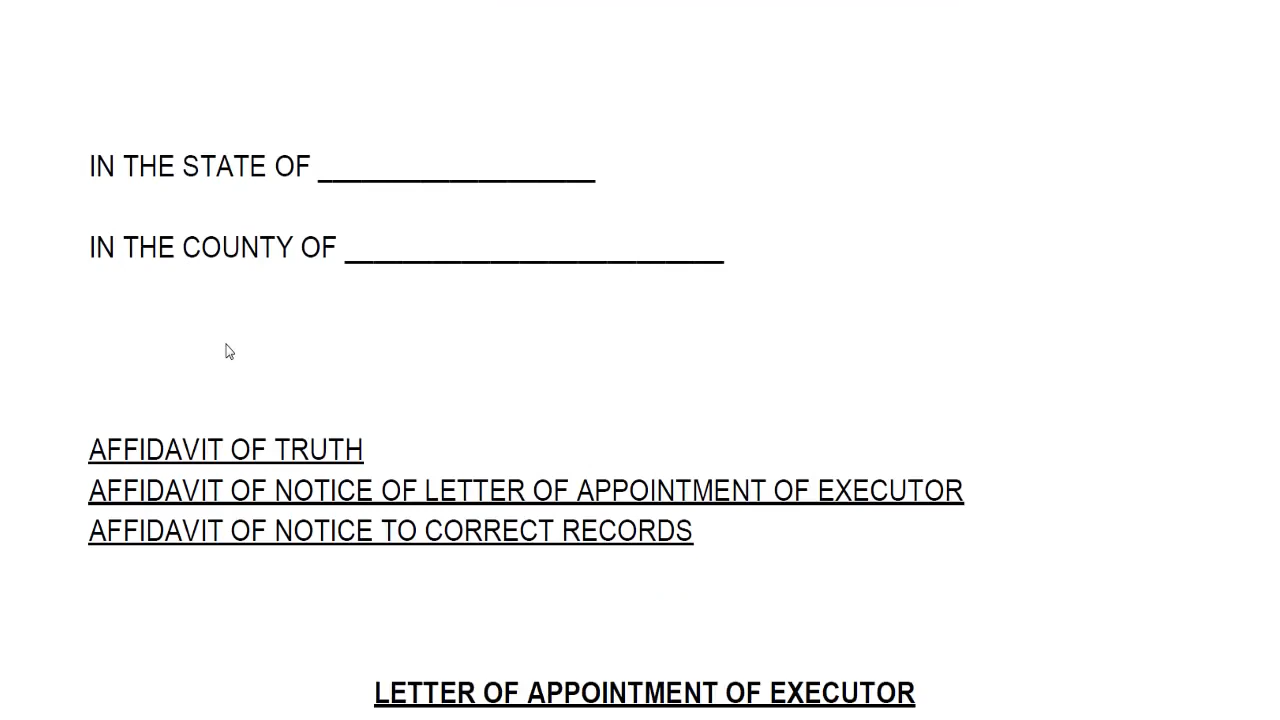 IN THE STATE OF ___________________
IN THE COUNTY OF __________________________
AFFIDAVIT OF TRUTH
AFFIDAVIT OF NOTICE OF LETTER OF APPOINTMENT OF EXECUTOR
AFFIDAVIT OF NOTICE TO CORRECT RECORDS
LETTER OF APPOINTMENT OF EXECUTOR